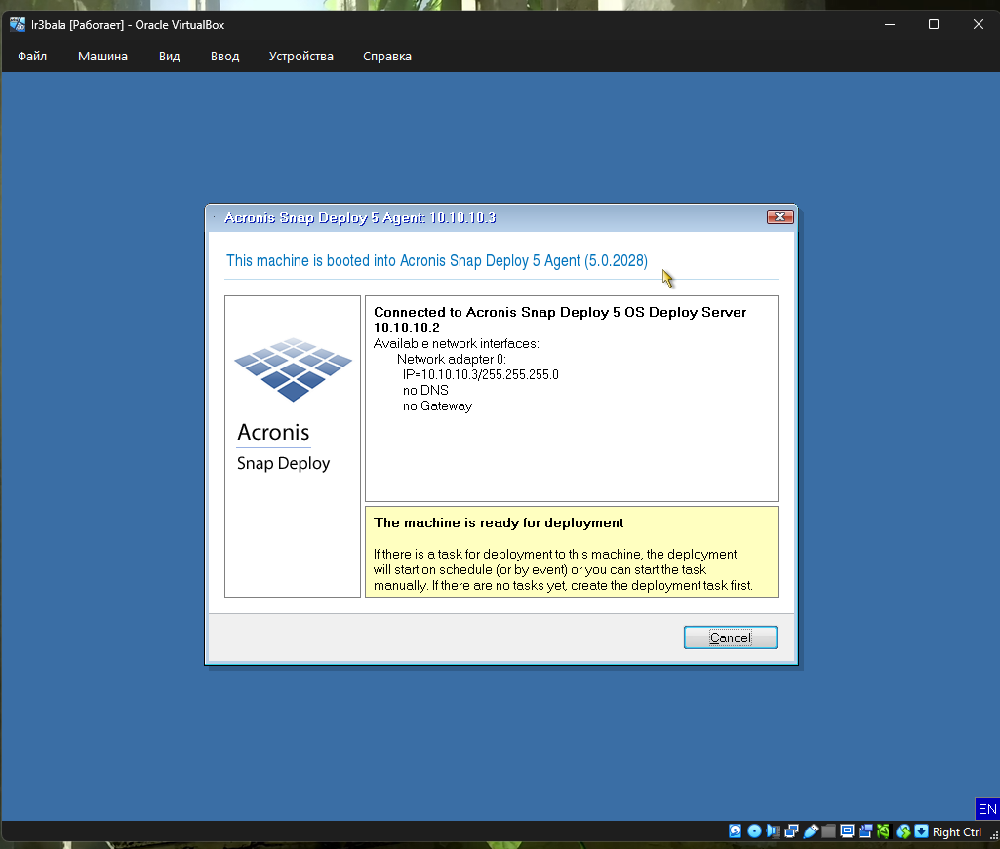 lr3bala [Работает] - Oracle VirtualBox
Файл Машина Вид Ввод Устройства Справка
Acronis Snap Deploy 5 Agent: 10.10.10.3
This machine is booted into Acronis Snap Deploy 5 Agent (5.0.2028)
Acronis
Snap Deploy
Connected to Acronis Snap Deploy 5 OS Deploy Server
10.10.10.2
Available network interfaces:
Network adapter 0:
IP=10.10.10.3/255.255.255.0
no DNS
no Gateway
The machine is ready for deployment
If there is a task for deployment to this machine, the deployment
will start on schedule (or by event) or you can start the task
manually. If there are no tasks yet, create the deployment task first.
Cancel
EN
Right Ctrl